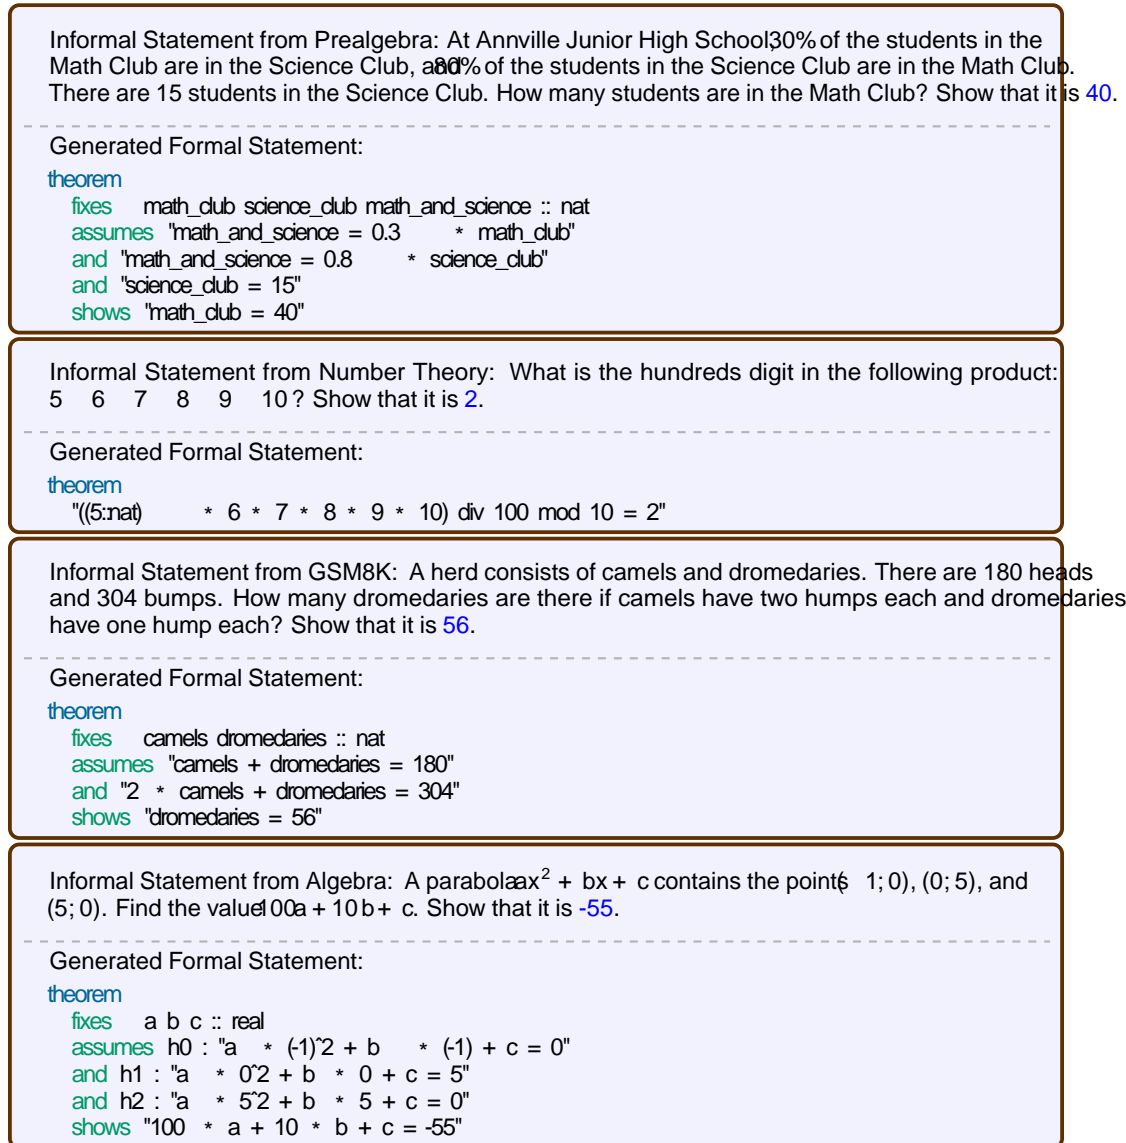 Informal Statement from Prealgebra: At Annville Junior High School, 30% of the students in the
Math Club are in the Science Club, and 80% of the students in the Science Club are in the Math Club.
There are 15 students in the Science Club. How many students are in the Math Club? Show that it is 40.
Generated Formal Statement:
theorem
fixes math_club science_club math_and_science :: nat
assumes "math_and_science = 0.3 * math_club"
and "math_and_science = 0.8 * science_club"
and "science_club = 15"
shows "math_club = 40"
Informal Statement from Number Theory: What is the hundreds digit in the following product:
5 6 7 8 9 10? Show that it is 2.
Generated Formal Statement:
theorem
"((5::nat) * 6 * 7 * 8 * 9 * 10) div 100 mod 10 = 2"
Informal Statement from GSM8K: A herd consists of camels and dromedaries. There are 180 heads
and 304 bumps. How many dromedaries are there if camels have two humps each and dromedaries
have one hump each? Show that it is 56.
Generated Formal Statement:
theorem
fixes camels dromedaries :: nat
assumes "camels + dromedaries = 180"
and "2 * camels + dromedaries = 304"
shows "dromedaries = 56"
Informal Statement from Algebra: A parabola ax² + bx + c contains the points ( 1; 0), (0; 5), and
(5; 0). Find the value 100a + 10b + c. Show that it is -55.
Generated Formal Statement:
theorem
fixes a b c :: real
assumes h0 : "a * (-1)^2 + b * (-1) + c = 0"
and h1 : "a * 0^2 + b * 0 + c = 5"
and h2 : "a * 5^2 + b * 5 + c = 0"
shows "100 * a + 10 * b + c = -55"